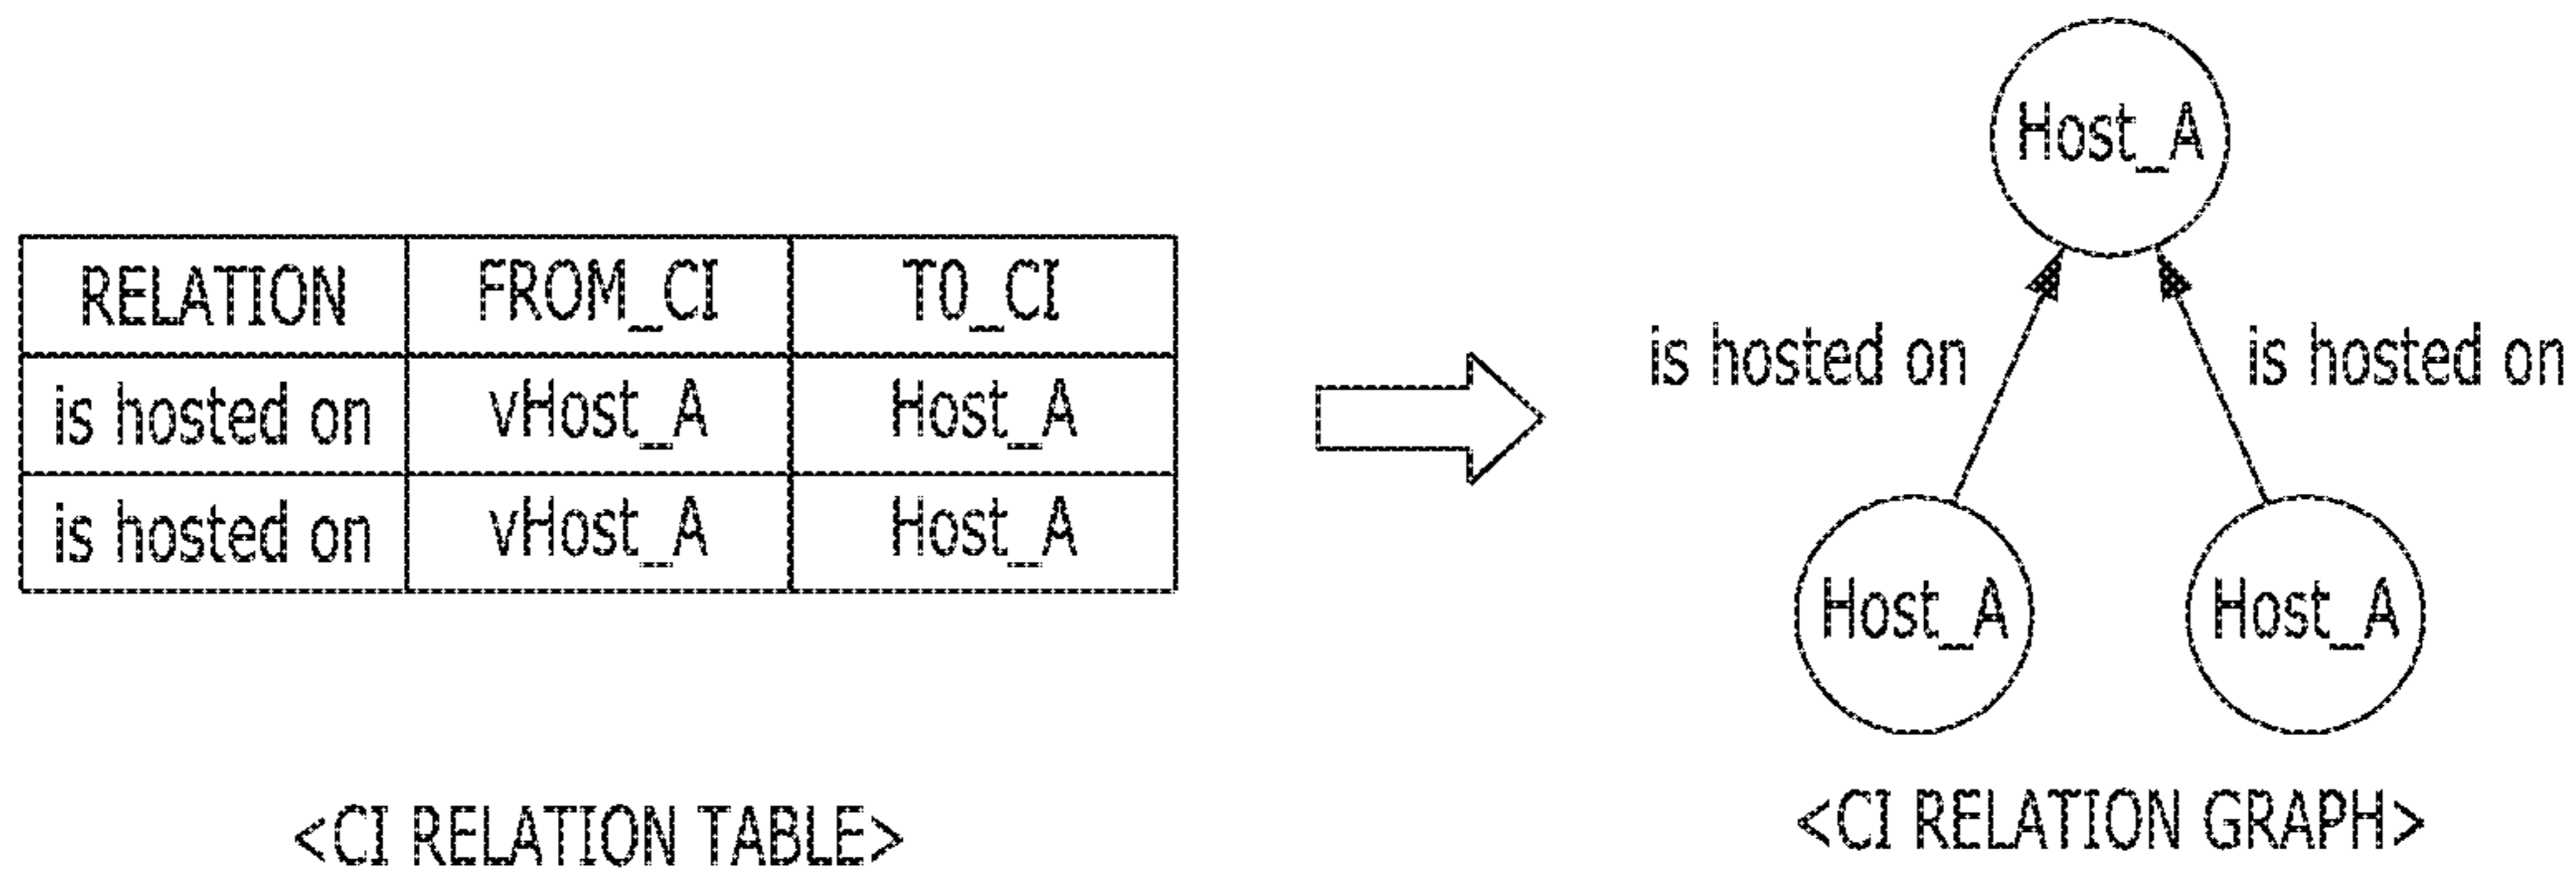 RELATION FROM_CI TO_CI
is hosted on vHost_A Host_A
is hosted on vHost_A Host_A
<CI RELATION TABLE>
Host_A
is hosted on is hosted on
Host_A Host_A
<CI RELATION GRAPH>